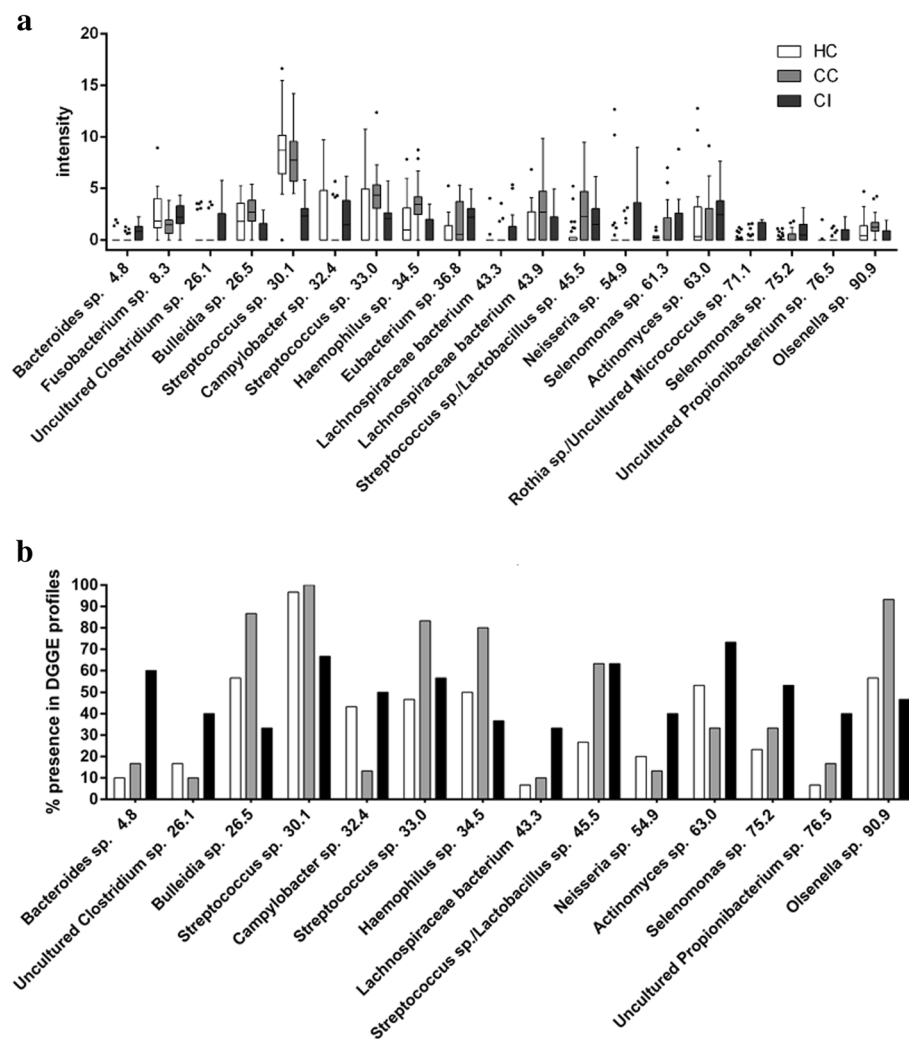 a
20
15
10
5
0
intensity
HC
CC
CI
Bacteroides sp. 4.8
Fusobacterium sp. 8.3
Uncultured Clostridium sp. 26.1
Bulleidia sp. 26.5
Streptococcus sp. 30.1
Campylobacter sp. 32.4
Streptococcus sp. 33.0
Haemophilus sp. 34.5
Eubacterium sp. 36.8
Lachnospiraceae bacterium 43.3
Lachnospiraceae bacterium 43.9
Streptococcus sp./Lactobacillus sp. 45.5
Neisseria sp. 54.9
Selenomonas sp. 61.3
Actinomyces sp. 63.0
Rothia sp./Uncultured Micrococcus sp. 71.1
Selenomonas sp. 75.2
Uncultured Propionibacterium sp. 76.5
Olsenella sp. 90.9
b
100
90
80
70
60
50
40
30
20
10
0
% presence in DGGE profiles
Bacteroides sp. 4.8
Uncultured Clostridium sp. 26.1
Bulleidia sp. 26.5
Streptococcus sp. 30.1
Campylobacter sp. 32.4
Streptococcus sp. 33.0
Haemophilus sp. 34.5
Lachnospiraceae bacterium 43.3
Streptococcus sp./Lactobacillus sp. 45.5
Neisseria sp. 54.9
Actinomyces sp. 63.0
Selenomonas sp. 75.2
Uncultured Propionibacterium sp. 76.5
Olsenella sp. 90.9